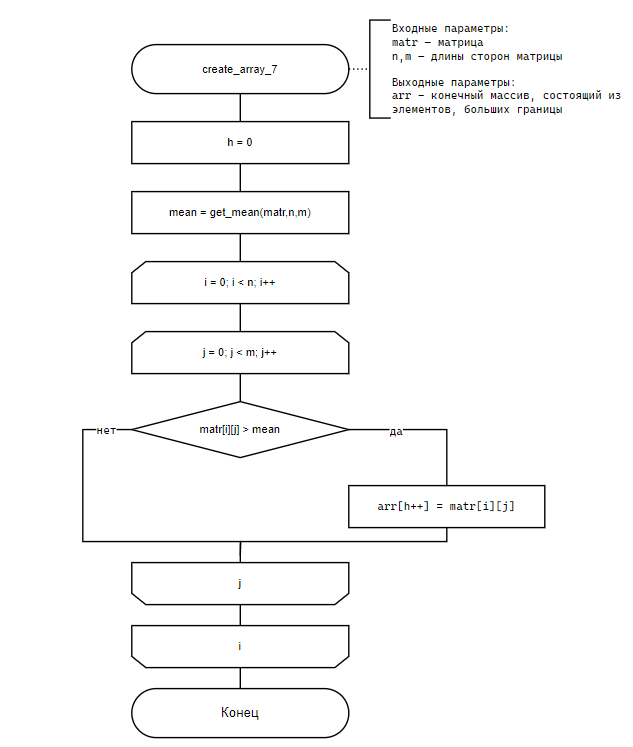 Входные параметры:
matr – матрица
n,m – длины сторон матрицы
Выходные параметры:
arr – конечный массив, состоящий из
элементов, больших границы
create_array_7
h = 0
mean = get_mean(matr,n,m)
i = 0; i < n; i++
j = 0; j < m; j++
нет
matr[i][j] > mean
да
arr[h++] = matr[i][j]
j
i
Конец